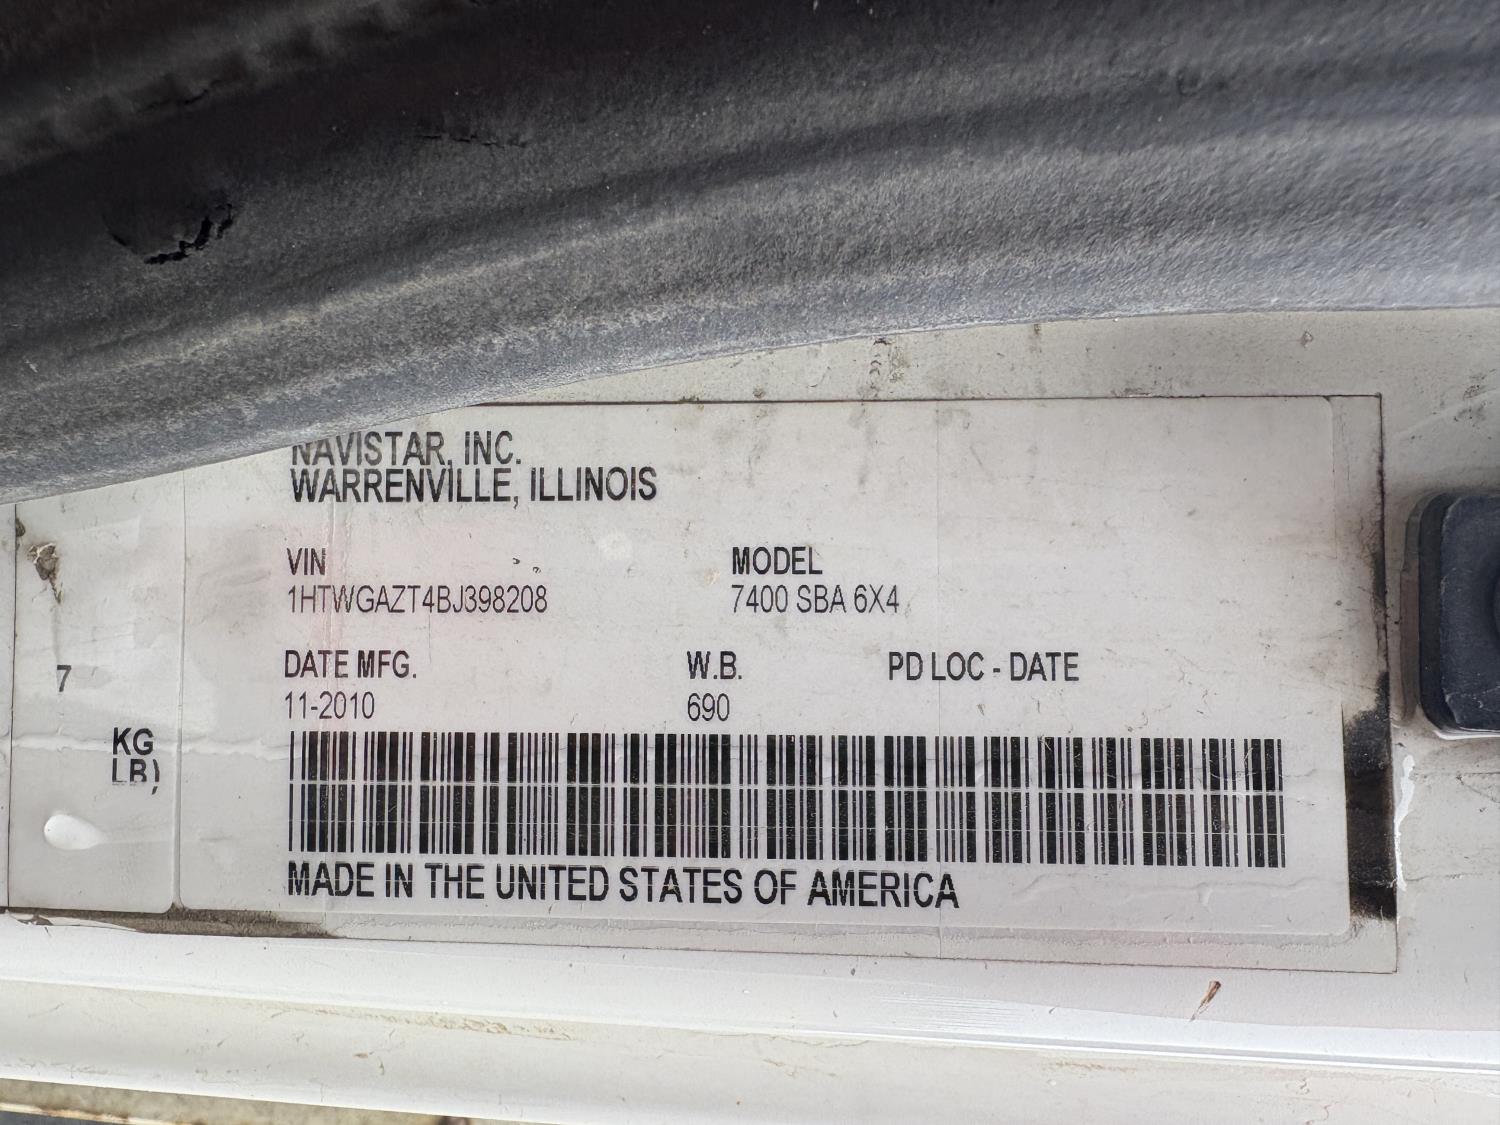 NAVISTAR, INC.
WARRENVILLE, ILLINOIS
VIN MODEL
1HTWGAZT4BJ398208 7400 SBA 6X4
DATE MFG. W.B. PD LOC - DATE
11-2010 690
MADE IN THE UNITED STATES OF AMERICA
7
KG
LB)